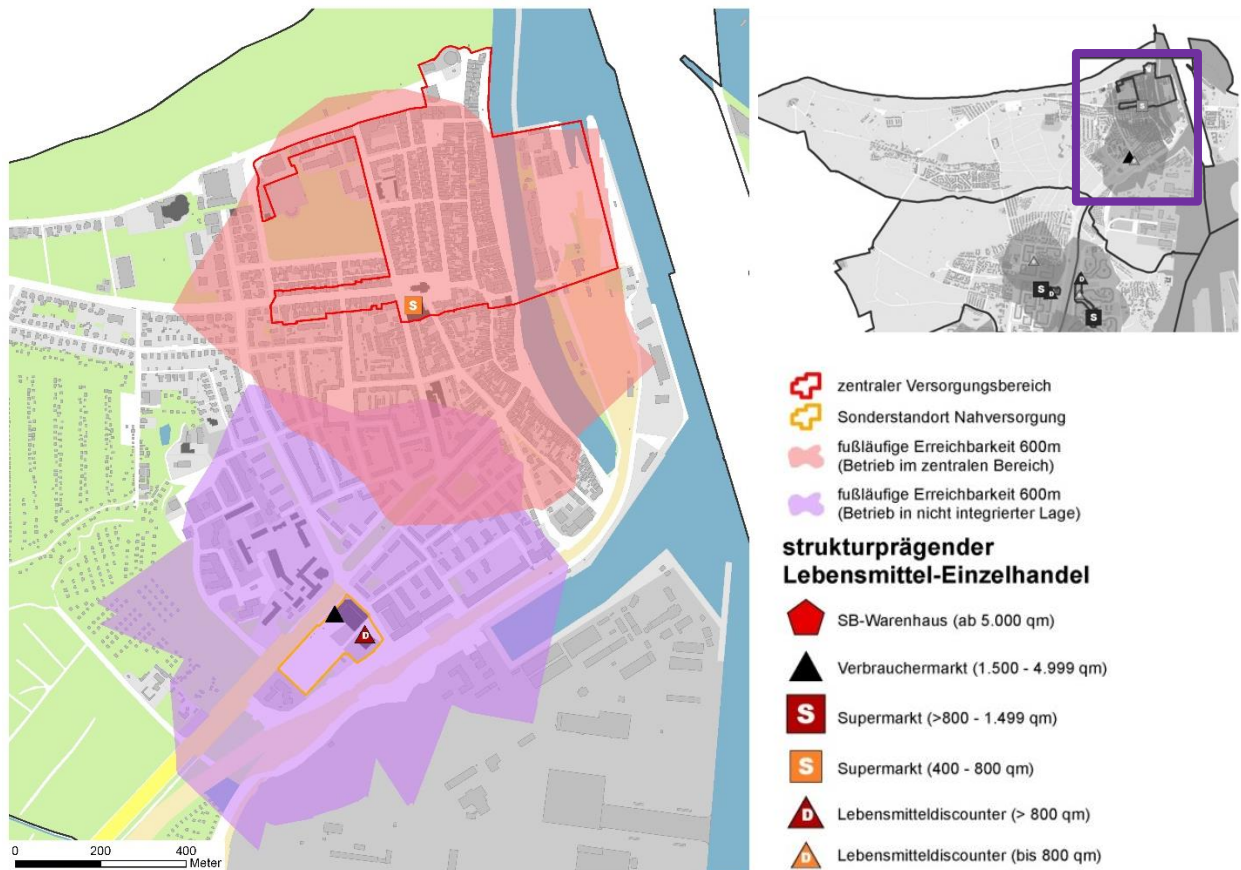 S
D
0 200 400
Meter
S
S
D
D
S
zentraler Versorgungsbereich
Sonderstandort Nahversorgung
fußläufige Erreichbarkeit 600m
(Betrieb im zentralen Bereich)
fußläufige Erreichbarkeit 600m
(Betrieb in nicht integrierter Lage)
strukturprägender
Lebensmittel-Einzelhandel
SB-Warenhaus (ab 5.000 qm)
Verbrauchermarkt (1.500 - 4.999 qm)
S Supermarkt (>800 - 1.499 qm)
S Supermarkt (400 - 800 qm)
D Lebensmitteldiscounter (> 800 qm)
D Lebensmitteldiscounter (bis 800 qm)